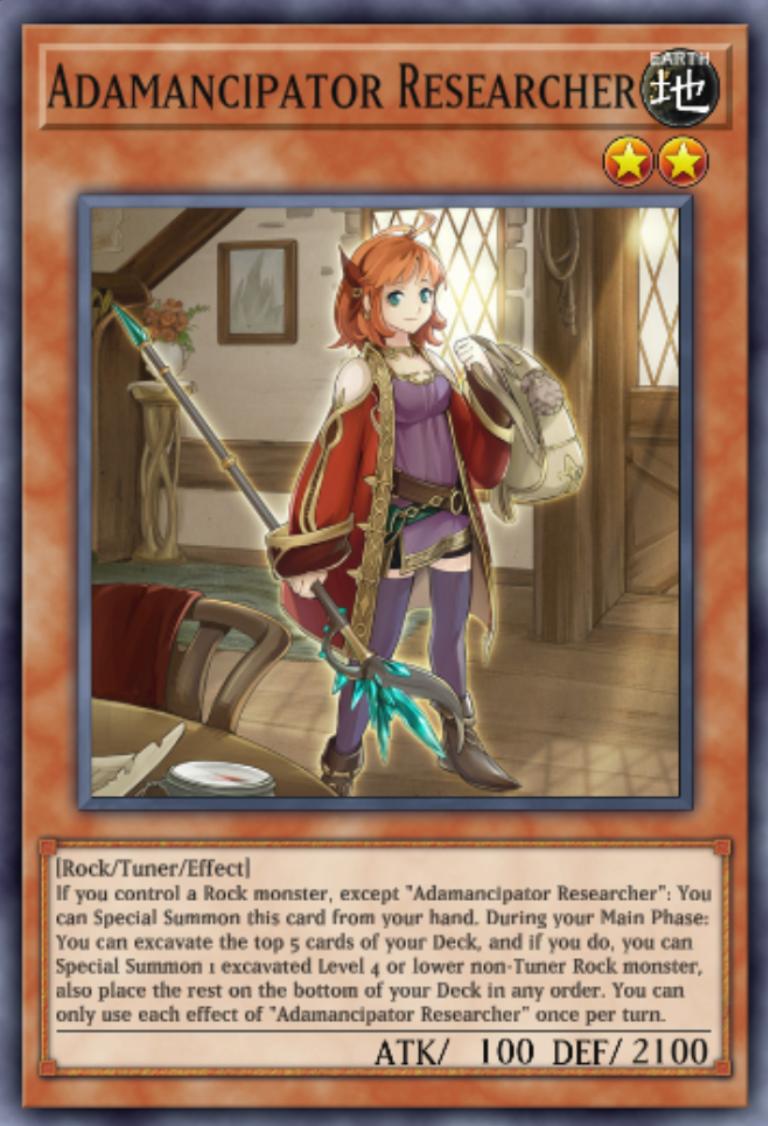 Adamancipator Researcher
EARTH
地
[Rock/Tuner/Effect]
If you control a Rock monster, except "Adamancipator Researcher": You
can Special Summon this card from your hand. During your Main Phase:
You can excavate the top 5 cards of your Deck, and if you do, you can
Special Summon 1 excavated Level 4 or lower non-Tuner Rock monster,
also place the rest on the bottom of your Deck in any order. You can
only use each effect of "Adamancipator Researcher" once per turn.
ATK/ 100 DEF/ 2100